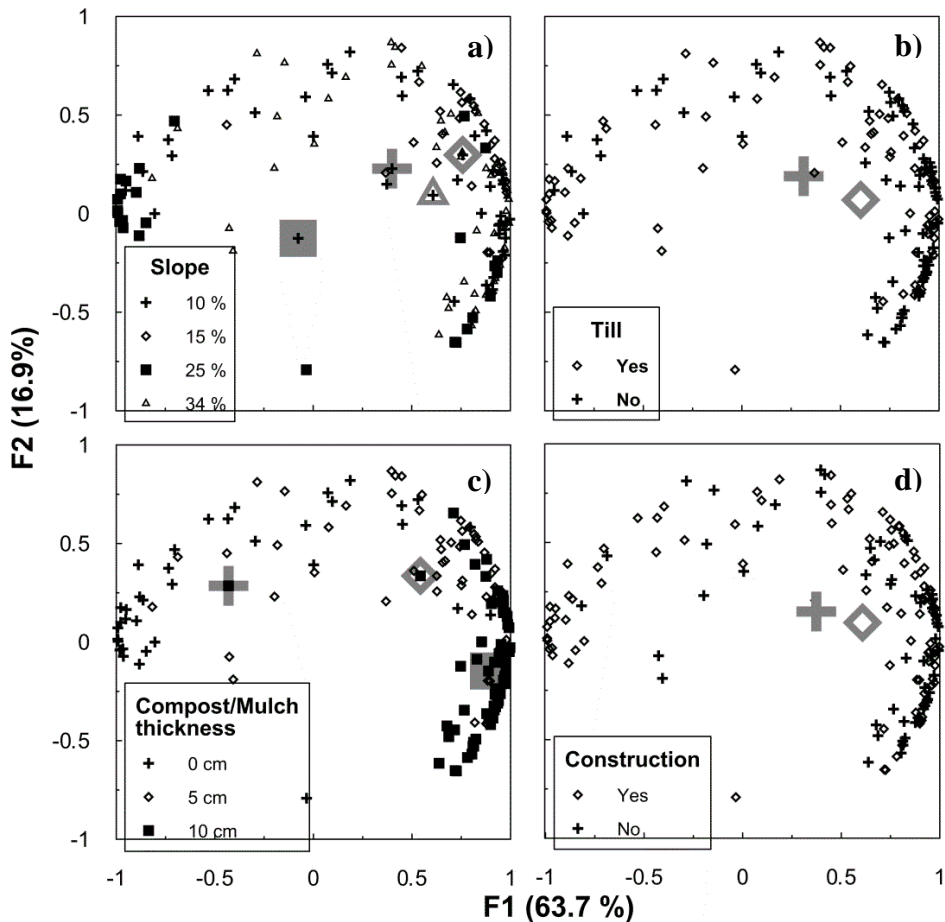 1
0.5
0
-0.5
-1
a)
Slope
10 %
15 %
25 %
34 %
b)
Till
Yes
No
F2 (16.9%)
1
0.5
0
-0.5
-1
c)
Compost/Mulch
thickness
0 cm
5 cm
10 cm
d)
Construction
Yes
No
-1
-0.5
0
0.5
1
-1
-0.5
0
0.5
1
F1 (63.7 %)